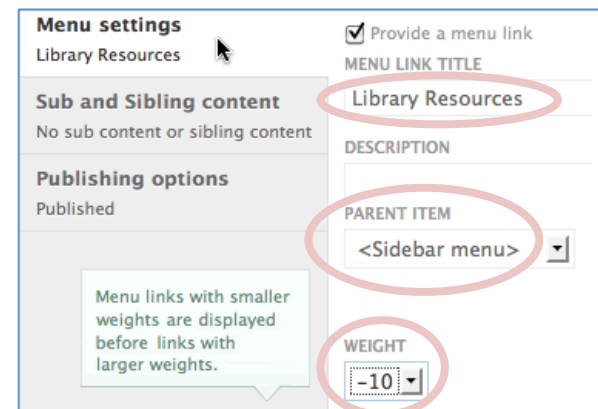 Menu settings
Library Resources
Sub and Sibling content
No sub content or sibling content
Publishing options
Published
Menu links with smaller
weights are displayed
before links with
larger weights.
Provide a menu link
MENU LINK TITLE
Library Resources
DESCRIPTION
PARENT ITEM
<Sidebar menu>
WEIGHT
-10